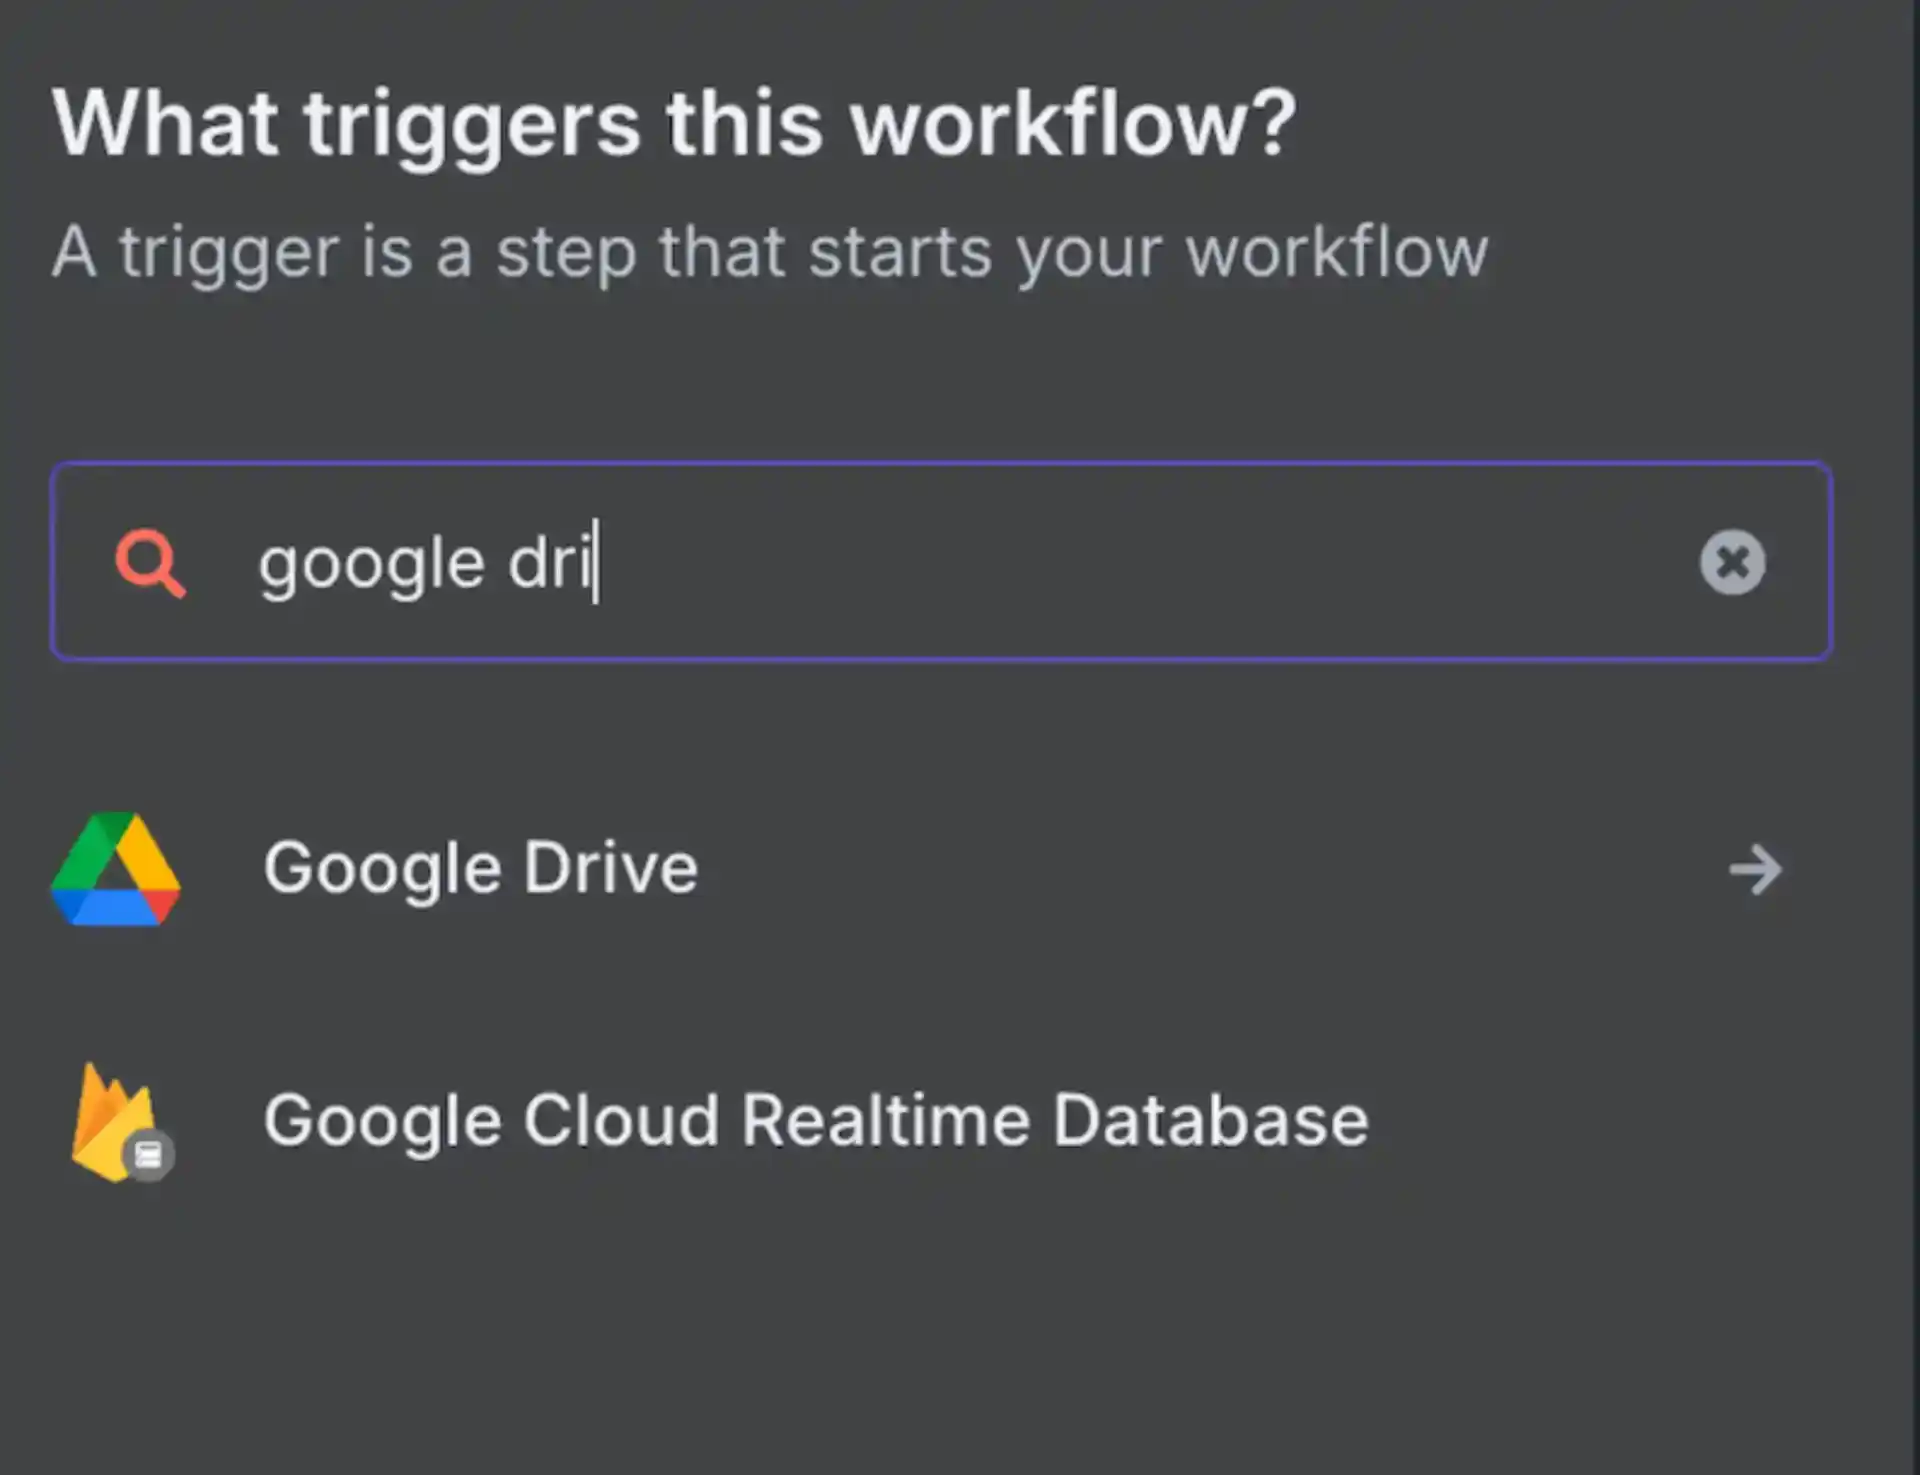 What triggers this workflow?
A trigger is a step that starts your workflow
google dri
Google Drive
Google Cloud Realtime Database